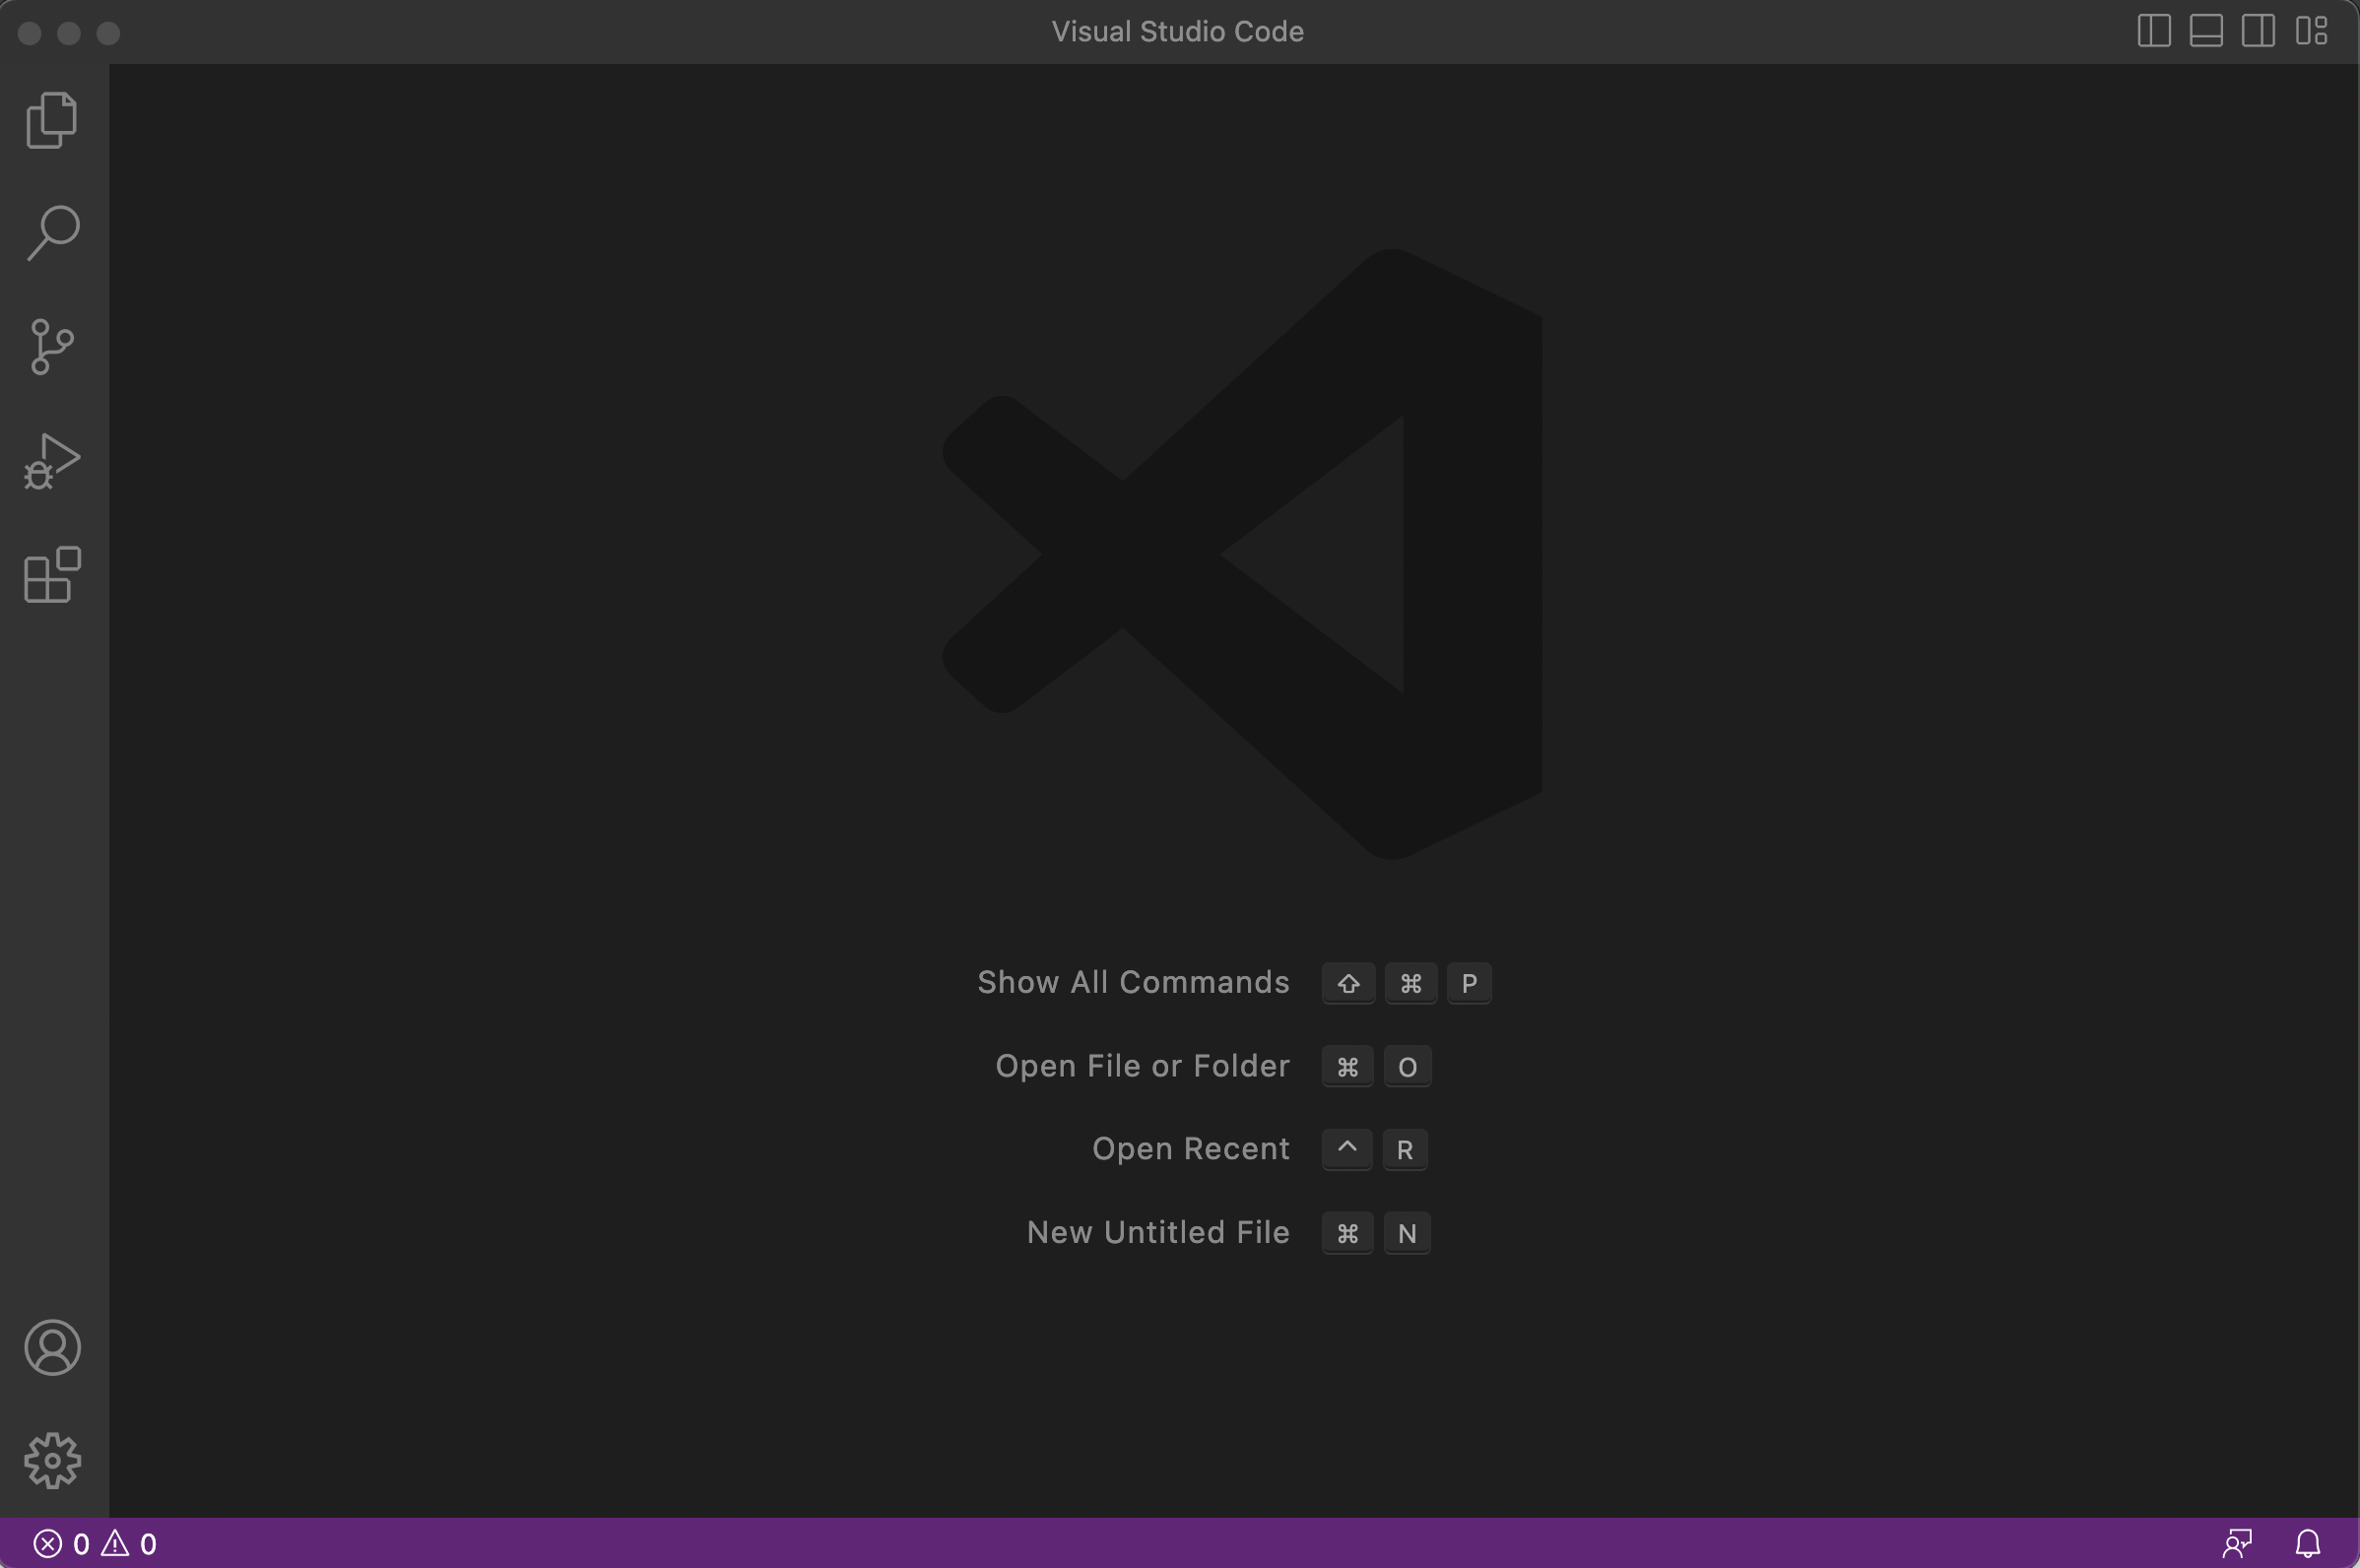 Visual Studio Code
Show All Commands ⇧ ⌘ P
Open File or Folder ⌘ O
Open Recent ^ R
New Untitled File ⌘ N
0 0